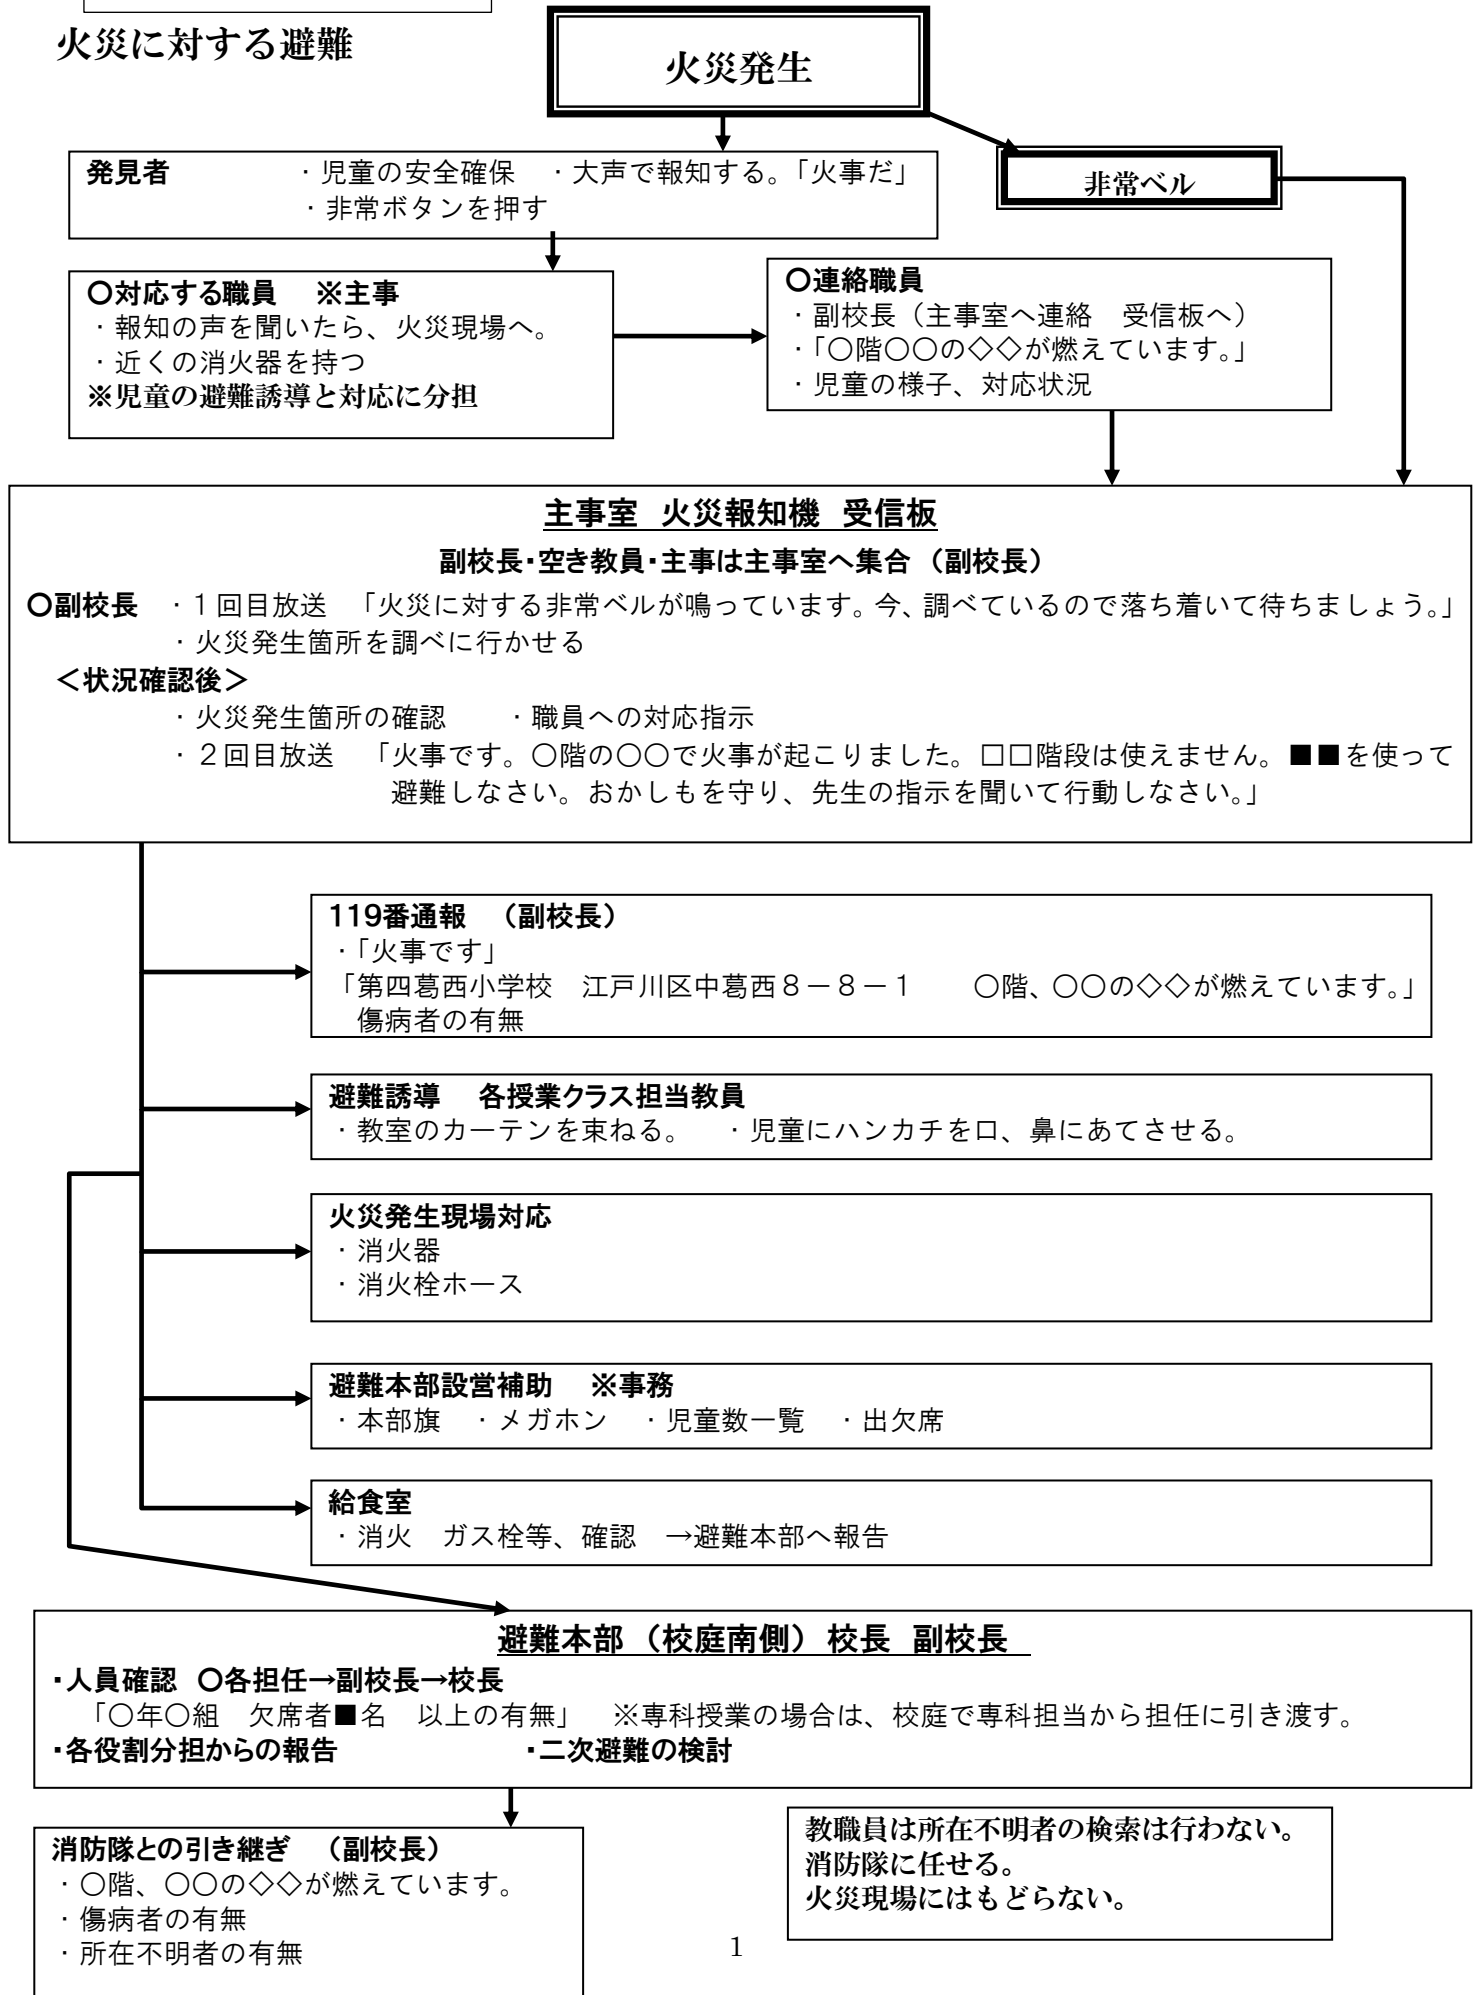 火災に対する避難
火災発生
発見者　・児童の安全確保　・大声で報知する。「火事だ」
・非常ボタンを押す
非常ベル
〇対応する職員　※主事
・報知の声を聞いたら、火災現場へ。
・近くの消火器を持つ
※児童の避難誘導と対応に分担
〇連絡職員
・副校長（主事室へ連絡　受信板へ）
・「〇階〇〇の◇◇が燃えています。」
・児童の様子、対応状況
主事室　火災報知機　受信板
副校長・空き教員・主事は主事室へ集合（副校長）
〇副校長　・１回目放送　「火災に対する非常ベルが鳴っています。今、調べているので落ち着いて待ちましょう。」
・火災発生箇所を調べに行かせる
＜状況確認後＞
・火災発生箇所の確認　・職員への対応指示
・２回目放送　「火事です。〇階の〇〇で火事が起こりました。□□階段は使えません。■■を使って
避難しなさい。おかしもを守り、先生の指示を聞いて行動しなさい。」
119番通報　（副校長）
・「火事です」
「第四葛西小学校　江戸川区中葛西８－８－１　〇階、〇〇の◇◇が燃えています。」
傷病者の有無
避難誘導　各授業クラス担当教員
・教室のカーテンを束ねる。　・児童にハンカチを口、鼻にあてさせる。
火災発生現場対応
・消火器
・消火栓ホース
避難本部設営補助　※事務
・本部旗　・メガホン　・児童数一覧　・出欠席
給食室
・消火　ガス栓等、確認　→避難本部へ報告
避難本部（校庭南側）校長　副校長
・人員確認　〇各担任→副校長→校長
「〇年〇組　欠席者■名　以上の有無」　※専科授業の場合は、校庭で専科担当から担任に引き渡す。
・各役割分担からの報告　・二次避難の検討
消防隊との引き継ぎ　（副校長）
・〇階、〇〇の◇◇が燃えています。
・傷病者の有無
・所在不明者の有無
教職員は所在不明者の検索は行わない。
消防隊に任せる。
火災現場にはもどらない。
1